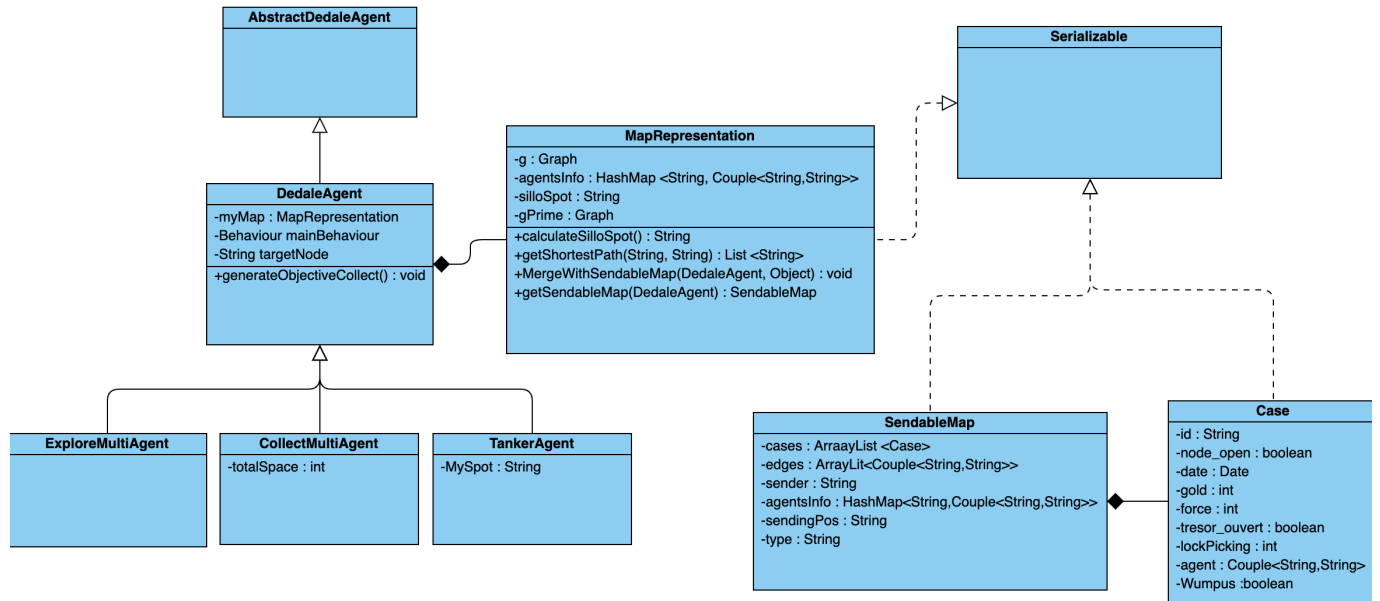 AbstractDedaleAgent
Serializable
MapRepresentation
-g : Graph
-agentsInfo : HashMap <String, Couple<String,String>>
-silloSpot : String
-gPrime : Graph
+calculateSilloSpot() : String
+getShortestPath(String, String) : List <String>
+MergeWithSendableMap(DedaleAgent, Object) : void
+getSendableMap(DedaleAgent) : SendableMap
DedaleAgent
-myMap : MapRepresentation
-Behaviour mainBehaviour
-String targetNode
+generateObjectiveCollect() : void
ExploreMultiAgent
CollectMultiAgent
-totalSpace : int
TankerAgent
-MySpot : String
SendableMap
-cases : ArraayList <Case>
-edges : ArrayLit<Couple<String,String>>
-sender : String
-agentsInfo : HashMap<String,Couple<String,String>>
-sendingPos : String
-type : String
Case
-id : String
-node_open : boolean
-date : Date
-gold : int
-force : int
-tresor_ouvert : boolean
-lockPicking : int
-agent : Couple<String,String>
-Wumpus :boolean